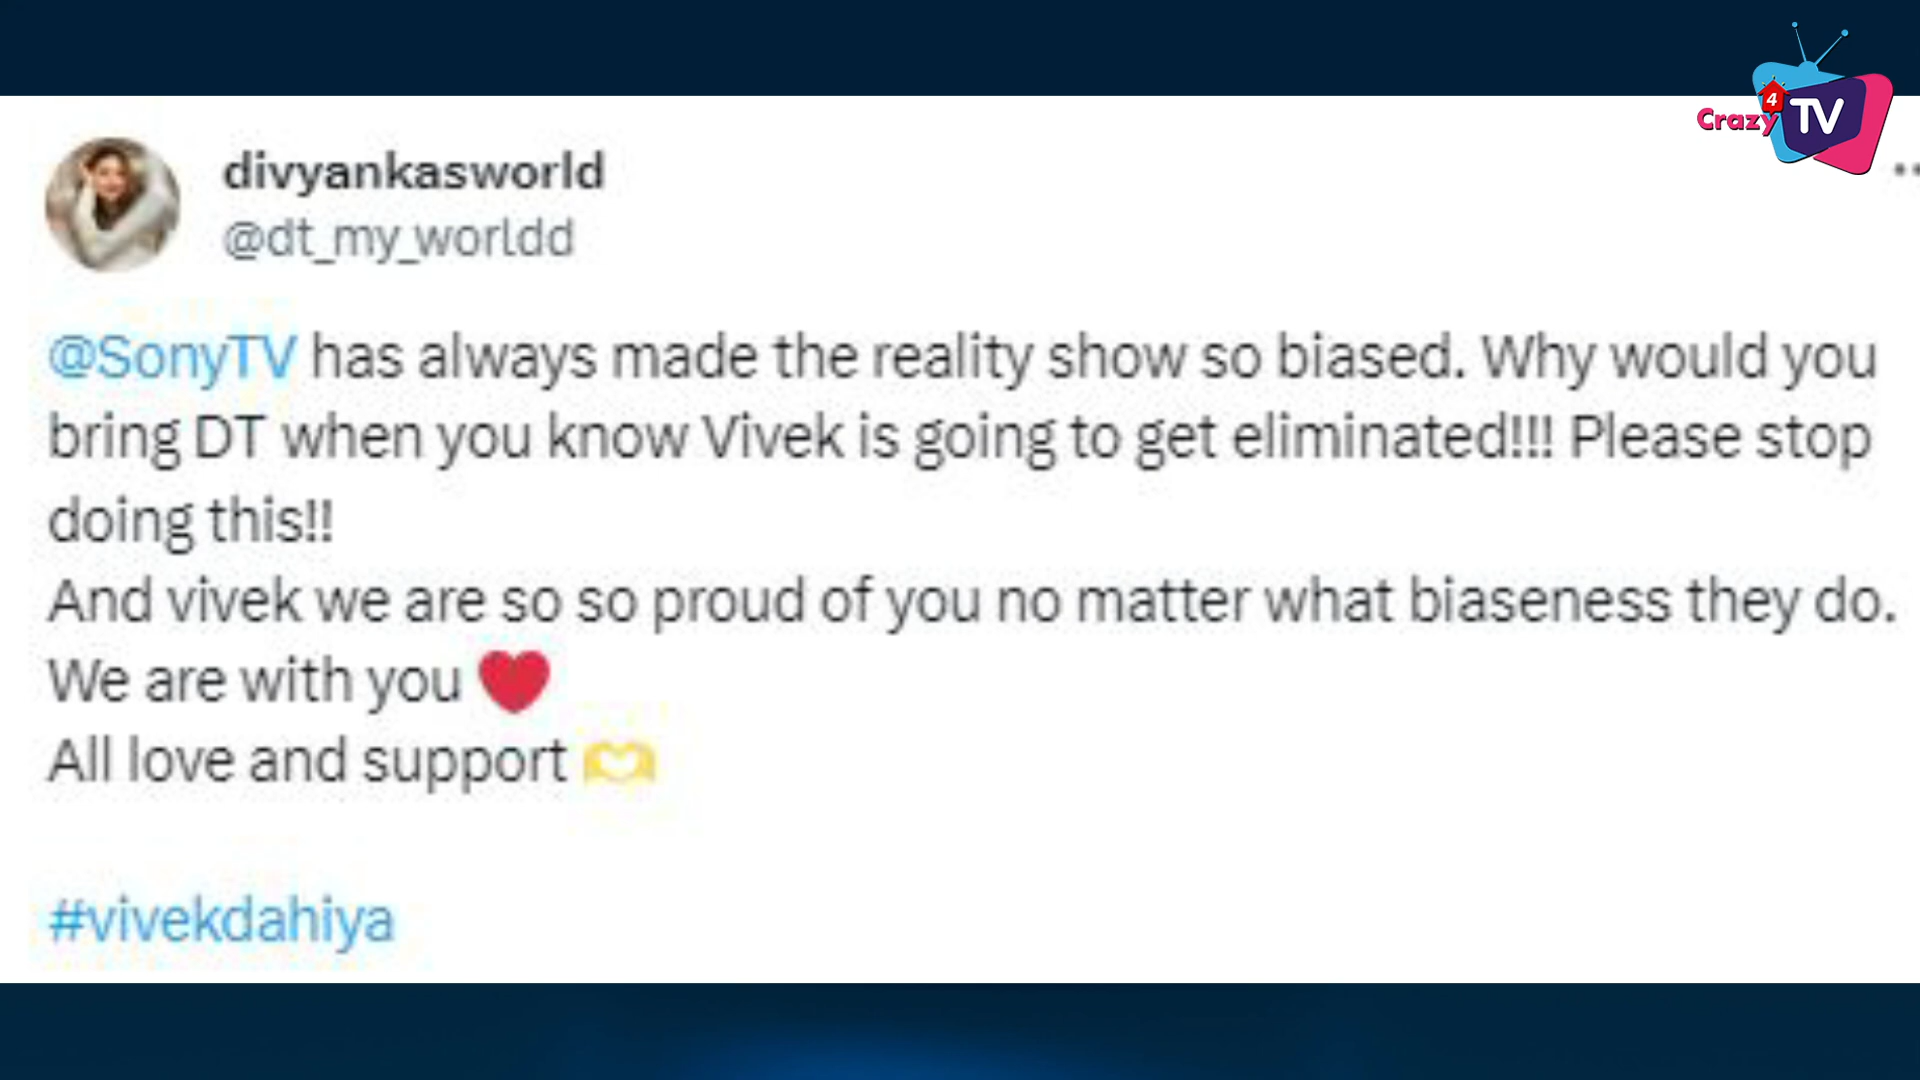 Crazy 4 TV
divyankasworld
@dt_my_worldd
@SonyTV has always made the reality show so biased. Why would you
bring DT when you know Vivek is going to get eliminated!!! Please stop
doing this!!
And vivek we are so so proud of you no matter what biaseness they do.
We are with you ❤️
All love and support 🫶
#vivekdahiya